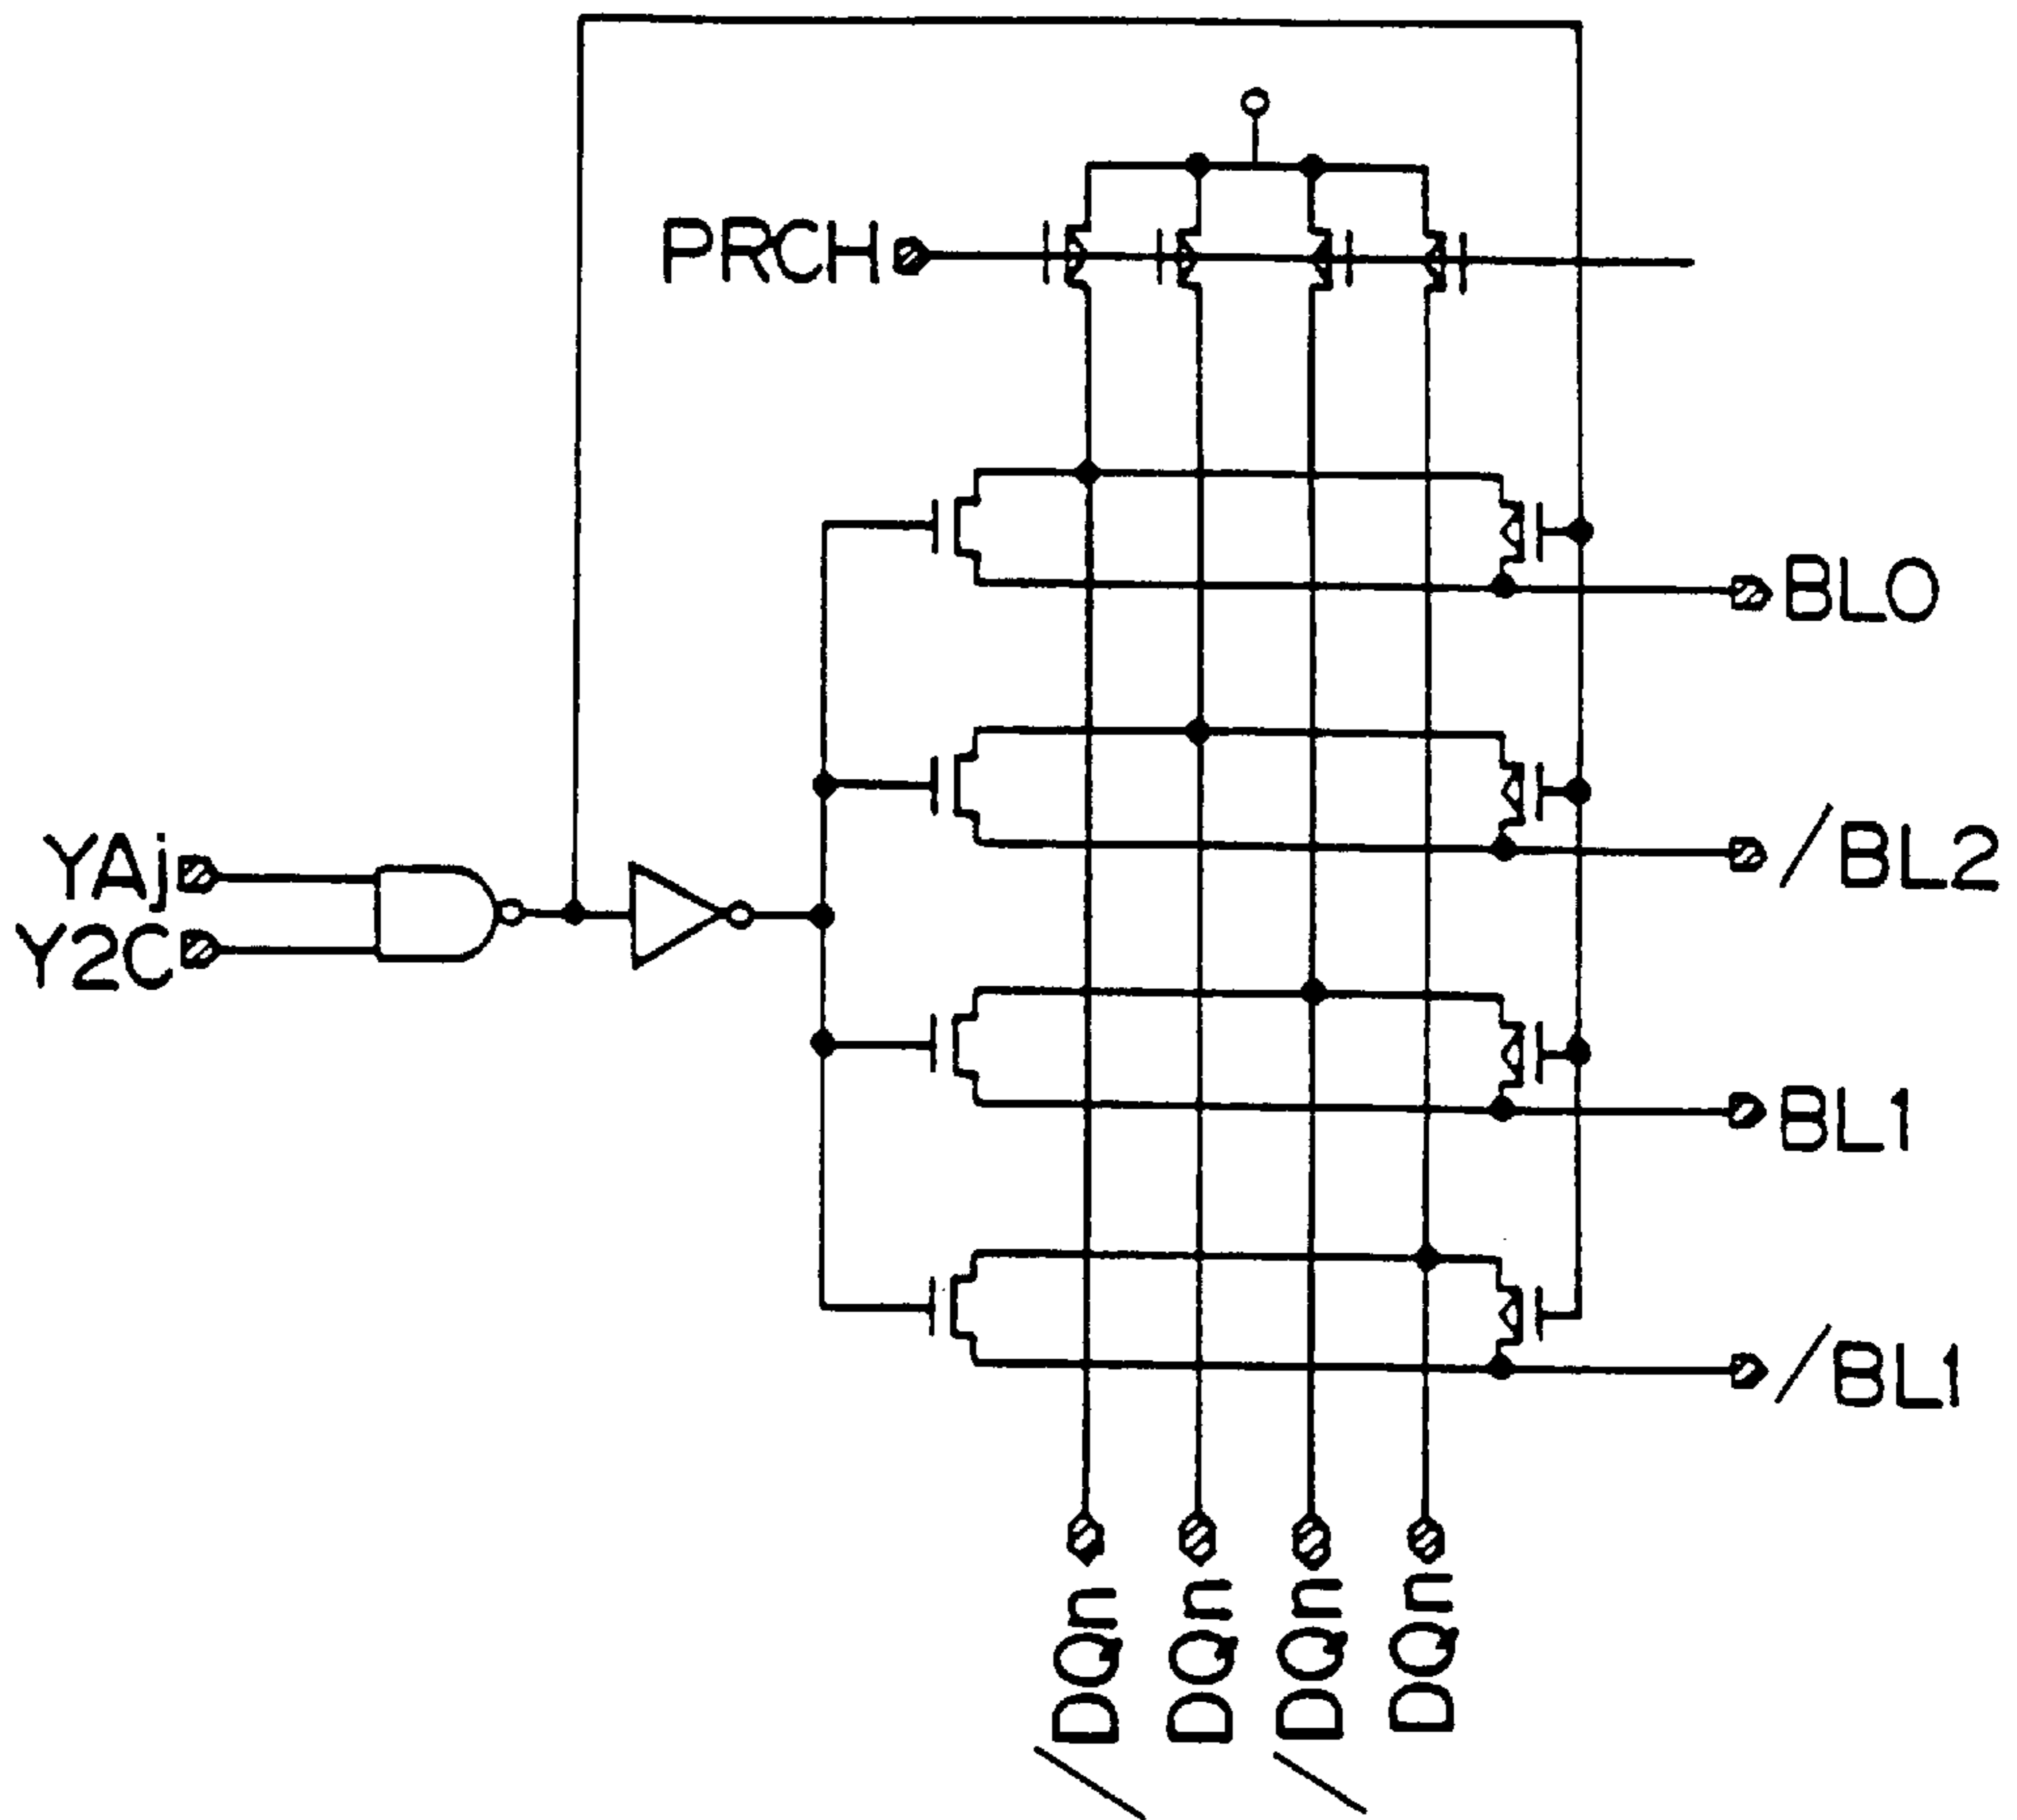 PRCH
BL0
/BL2
YAj
Y2C
BL1
/BL1
/DQn
DQn
/DQn
DQn